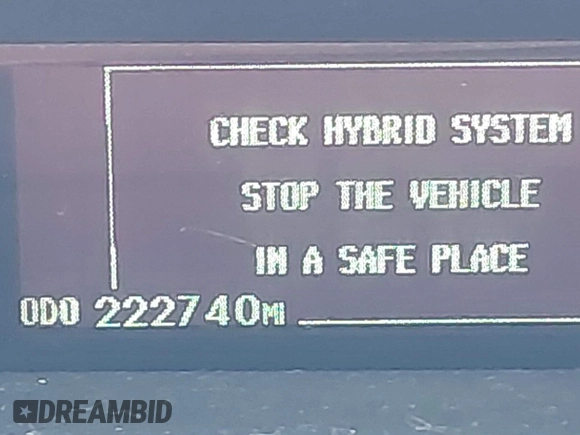 CHECK HYBRID SYSTEM
STOP THE VEHICLE
IN A SAFE PLACE
ODO 222740MI
DREAMBID